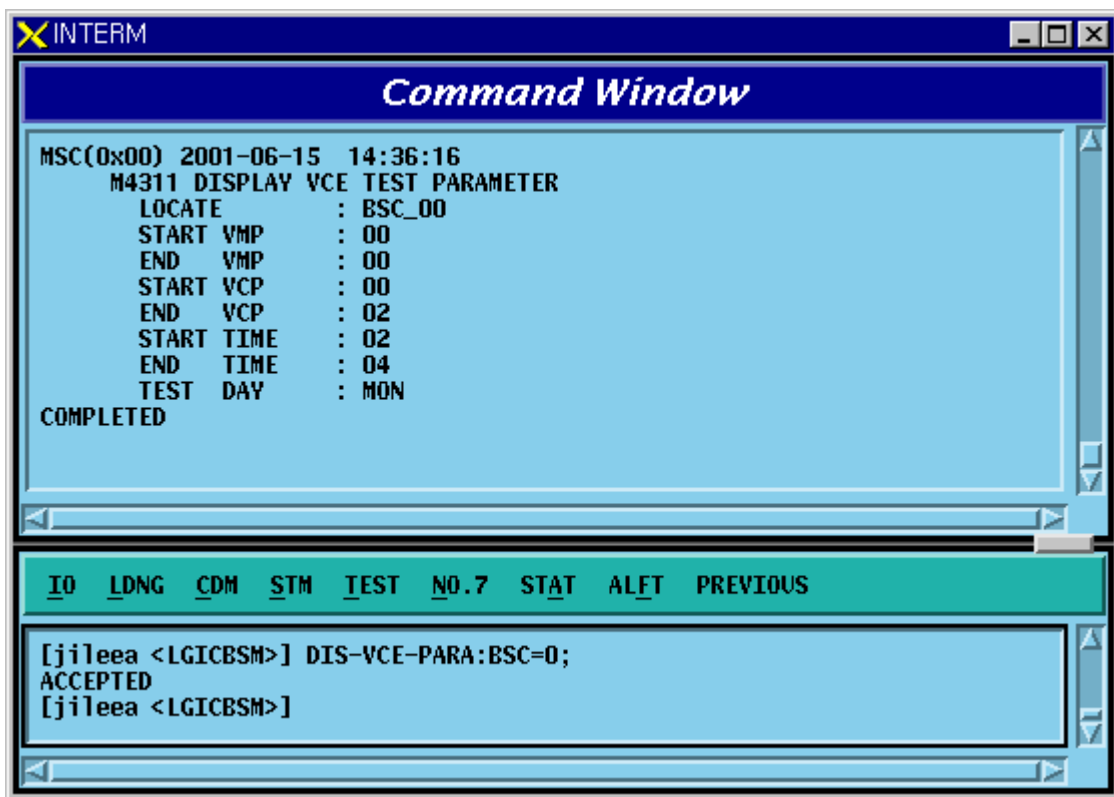 INTERM
Command Window
MSC(0x00) 2001-06-15 14:36:16
M4311 DISPLAY VCE TEST PARAMETER
LOCATE : BSC_00
START VMP : 00
END VMP : 00
START VCP : 00
END VCP : 02
START TIME : 02
END TIME : 04
TEST DAY : MON
COMPLETED
IO LDNG CDM STM TEST NO.7 STAT ALFT PREVIOUS
[jileea <LGICBSM>] DIS-VCE-PARA:BSC=0;
ACCEPTED
[jileea <LGICBSM>]